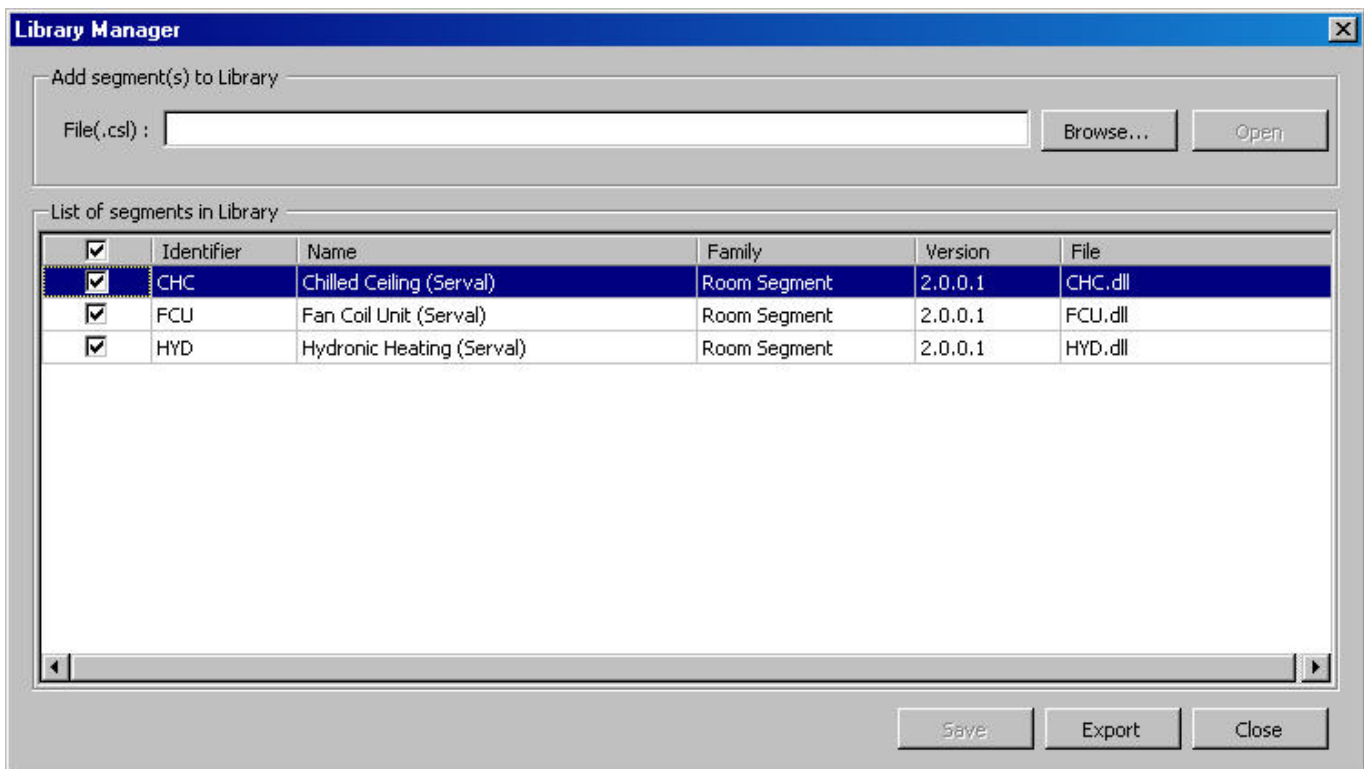 Library Manager
Add segment(s) to Library
File(.csl) : Browse... Open
List of segments in Library
Identifier Name Family Version File
CHC Chilled Ceiling (Serval) Room Segment 2.0.0.1 CHC.dll
FCU Fan Coil Unit (Serval) Room Segment 2.0.0.1 FCU.dll
HYD Hydronic Heating (Serval) Room Segment 2.0.0.1 HYD.dll
Save Export Close